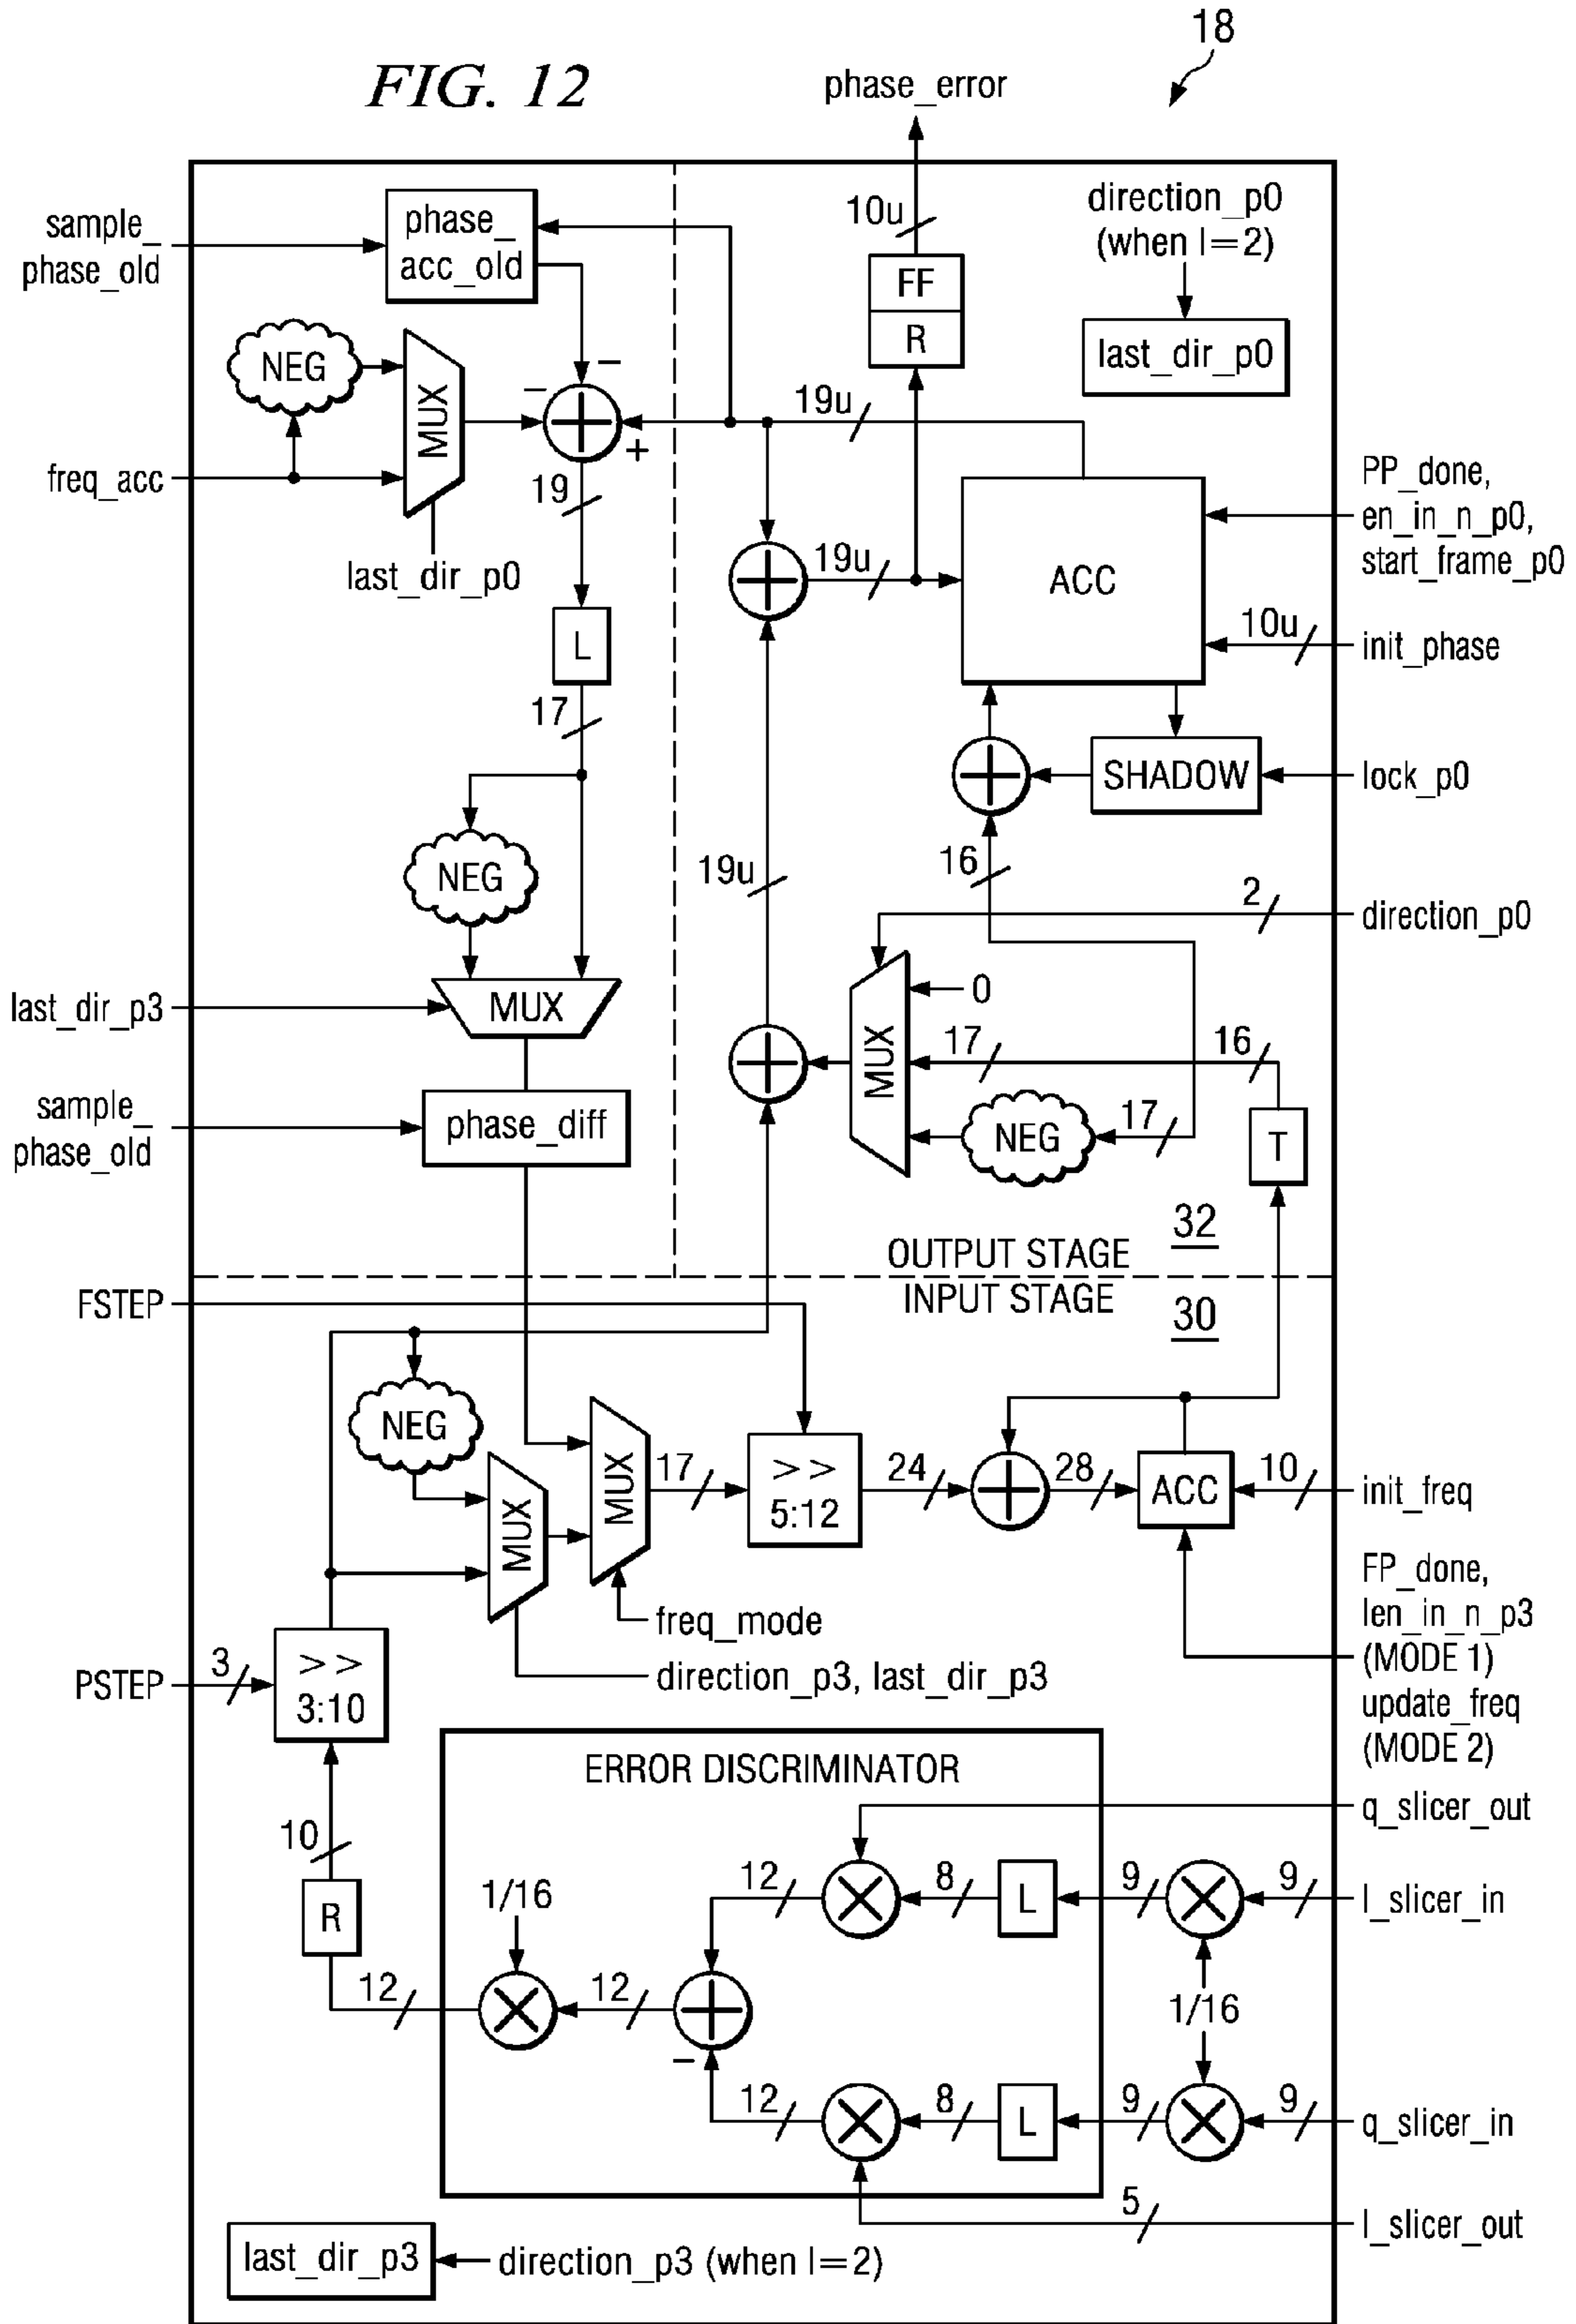 18
FIG. 12
phase_error
sample_
phase_old
phase_
acc_old
10u
direction_p0
(when I=2)
FF
R
last_dir_p0
NEG
MUX
−
−
+
19u
freq_acc
19
last_dir_p0
PP_done,
en_in_n_p0,
start_frame_p0
19u
ACC
10u
init_phase
L
17
SHADOW
lock_p0
NEG
19u
16
2
direction_p0
last_dir_p3
MUX
0
MUX
17
16
sample_
phase_old
phase_diff
NEG
17
T
32
OUTPUT STAGE
FSTEP
INPUT STAGE
30
NEG
MUX
MUX
17
>>
5:12
24
28
ACC
10
init_freq
freq_mode
direction_p3, last_dir_p3
FP_done,
len_in_n_p3
(MODE 1)
update_freq
(MODE 2)
PSTEP
3
>>
3:10
ERROR DISCRIMINATOR
q_slicer_out
10
R
1/16
12
8
L
9
9
I_slicer_in
12
12
−
1/16
12
8
L
9
9
q_slicer_in
5
I_slicer_out
last_dir_p3
direction_p3 (when I=2)